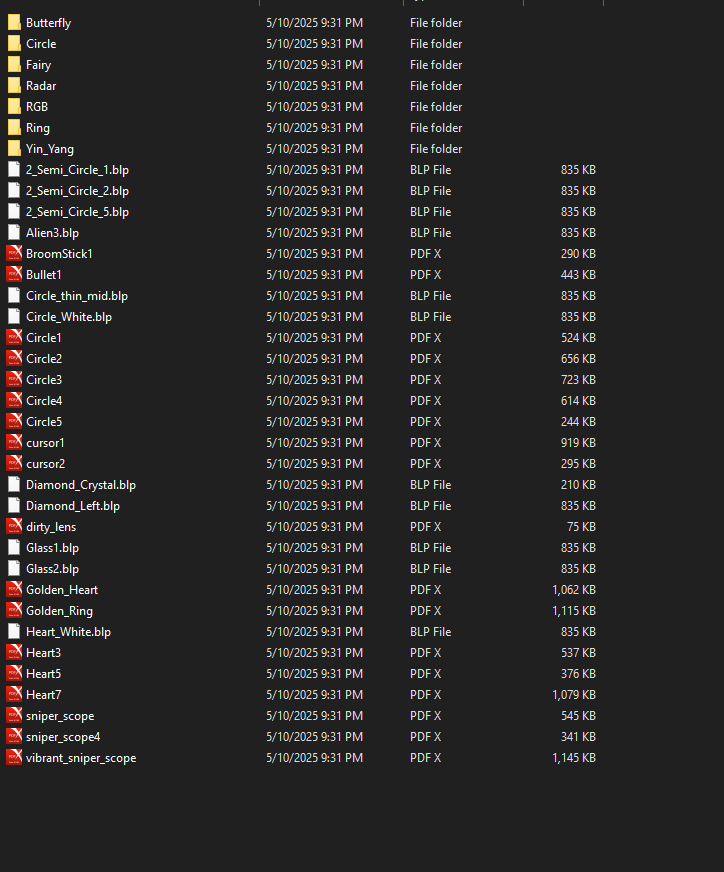 Butterfly 5/10/2025 9:31 PM File folder
Circle 5/10/2025 9:31 PM File folder
Fairy 5/10/2025 9:31 PM File folder
Radar 5/10/2025 9:31 PM File folder
RGB 5/10/2025 9:31 PM File folder
Ring 5/10/2025 9:31 PM File folder
Yin_Yang 5/10/2025 9:31 PM File folder
2_Semi_Circle_1.blp 5/10/2025 9:31 PM BLP File 835 KB
2_Semi_Circle_2.blp 5/10/2025 9:31 PM BLP File 835 KB
2_Semi_Circle_5.blp 5/10/2025 9:31 PM BLP File 835 KB
Alien3.blp 5/10/2025 9:31 PM BLP File 835 KB
BroomStick1 5/10/2025 9:31 PM PDF X 290 KB
Bullet1 5/10/2025 9:31 PM PDF X 443 KB
Circle_thin_mid.blp 5/10/2025 9:31 PM BLP File 835 KB
Circle_White.blp 5/10/2025 9:31 PM BLP File 835 KB
Circle1 5/10/2025 9:31 PM PDF X 524 KB
Circle2 5/10/2025 9:31 PM PDF X 656 KB
Circle3 5/10/2025 9:31 PM PDF X 723 KB
Circle4 5/10/2025 9:31 PM PDF X 614 KB
Circle5 5/10/2025 9:31 PM PDF X 244 KB
cursor1 5/10/2025 9:31 PM PDF X 919 KB
cursor2 5/10/2025 9:31 PM PDF X 295 KB
Diamond_Crystal.blp 5/10/2025 9:31 PM BLP File 210 KB
Diamond_Left.blp 5/10/2025 9:31 PM BLP File 835 KB
dirty_lens 5/10/2025 9:31 PM PDF X 75 KB
Glass1.blp 5/10/2025 9:31 PM BLP File 835 KB
Glass2.blp 5/10/2025 9:31 PM BLP File 835 KB
Golden_Heart 5/10/2025 9:31 PM PDF X 1,062 KB
Golden_Ring 5/10/2025 9:31 PM PDF X 1,115 KB
Heart_White.blp 5/10/2025 9:31 PM BLP File 835 KB
Heart3 5/10/2025 9:31 PM PDF X 537 KB
Heart5 5/10/2025 9:31 PM PDF X 376 KB
Heart7 5/10/2025 9:31 PM PDF X 1,079 KB
sniper_scope 5/10/2025 9:31 PM PDF X 545 KB
sniper_scope4 5/10/2025 9:31 PM PDF X 341 KB
vibrant_sniper_scope 5/10/2025 9:31 PM PDF X 1,145 KB